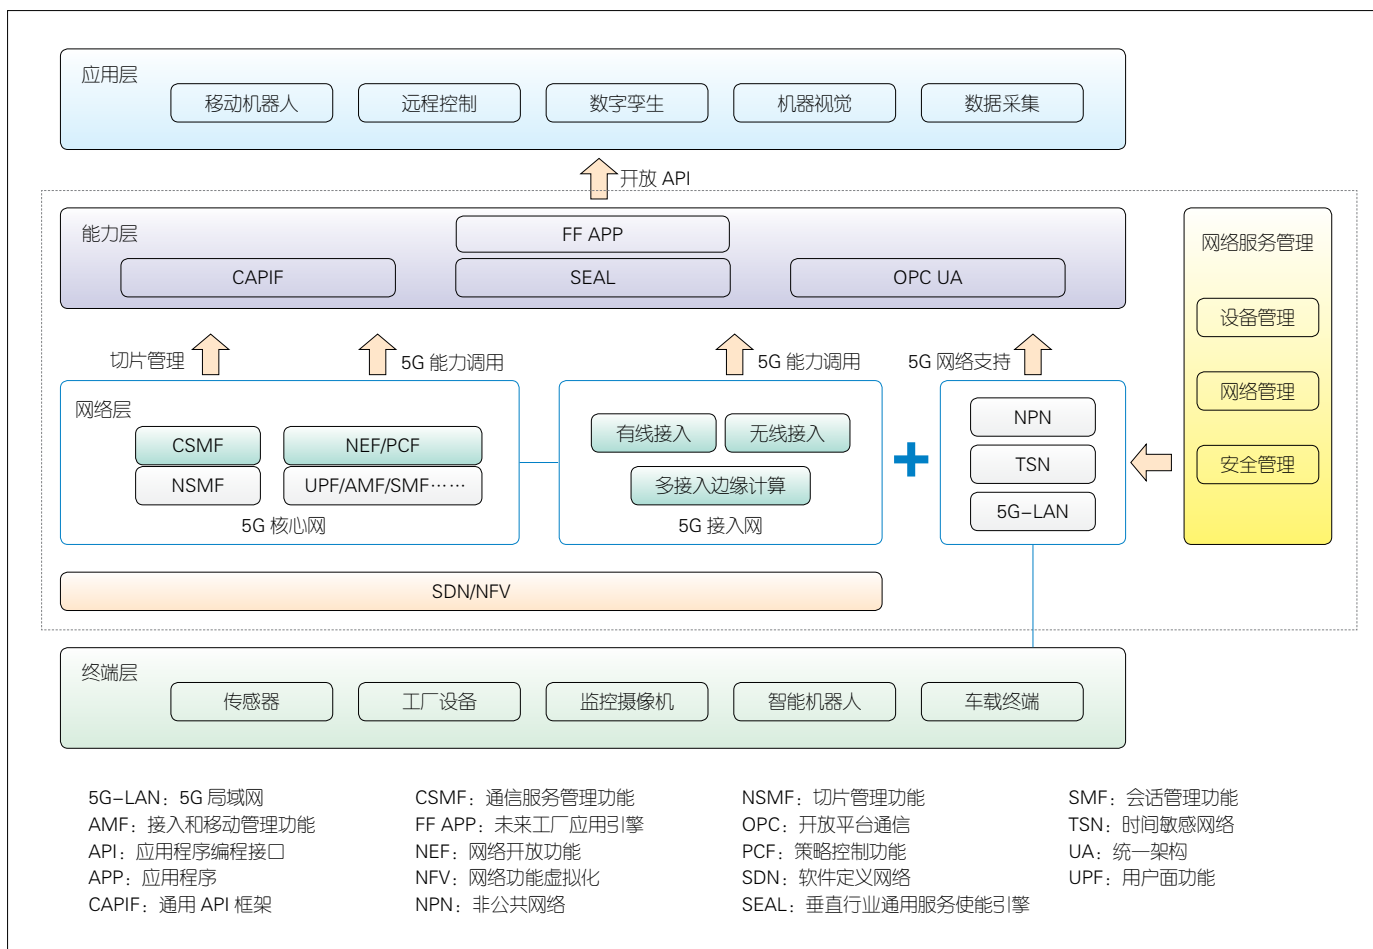 应用层
移动机器人
远程控制
数字孪生
机器视觉
数据采集
开放 API
能力层
FF APP
CAPIF
SEAL
OPC UA
网络服务管理
设备管理
网络管理
安全管理
切片管理
5G 能力调用
5G 能力调用
5G 网络支持
网络层
CSMF
NEF/PCF
NSMF
UPF/AMF/SMF……
5G 核心网
有线接入
无线接入
多接入边缘计算
5G 接入网
NPN
TSN
5G-LAN
SDN/NFV
终端层
传感器
工厂设备
监控摄像机
智能机器人
车载终端
5G-LAN：5G 局域网
AMF：接入和移动管理功能
API：应用程序编程接口
APP：应用程序
CAPIF：通用 API 框架
CSMF：通信服务管理功能
FF APP：未来工厂应用引擎
NEF：网络开放功能
NFV：网络功能虚拟化
NPN：非公共网络
NSMF：切片管理功能
OPC：开放平台通信
PCF：策略控制功能
SDN：软件定义网络
SEAL：垂直行业通用服务使能引擎
SMF：会话管理功能
TSN：时间敏感网络
UA：统一架构
UPF：用户面功能